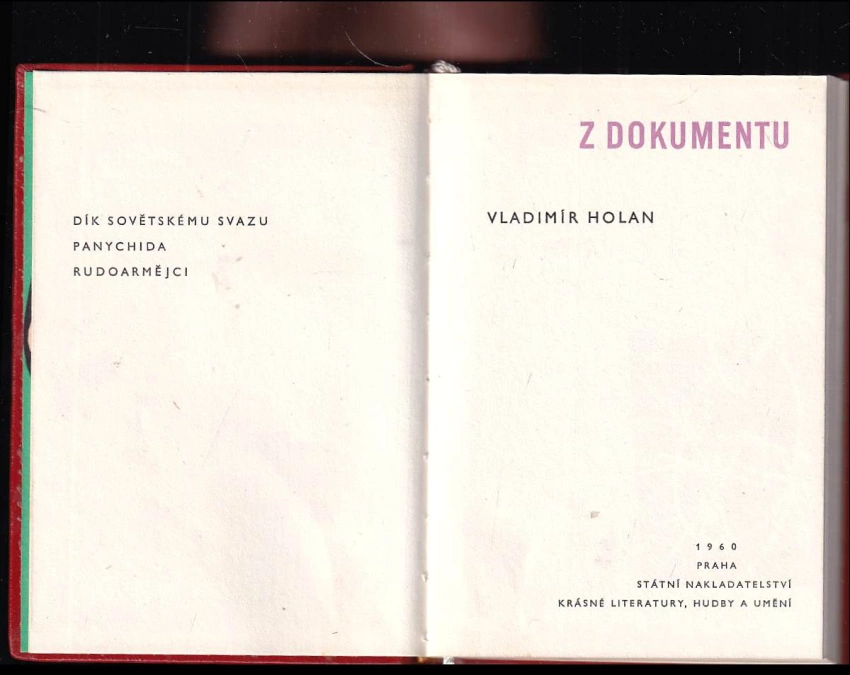 DÍK SOVĚTSKÉMU SVAZU
PANYCHIDA
RUDOARMĚJCI
Z DOKUMENTU
VLADIMÍR HOLAN
1960
PRAHA
STÁTNÍ NAKLADATELSTVÍ
KRÁSNÉ LITERATURY, HUDBY A UMĚNÍ